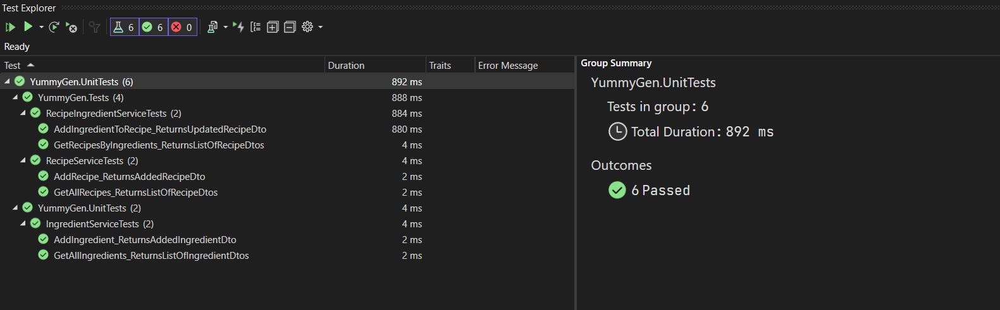 Test Explorer
6 6 0
Ready
Test Duration Traits Error Message
YummyGen.UnitTests (6) 892 ms
YummyGen.Tests (4) 888 ms
RecipeIngredientServiceTests (2) 884 ms
AddIngredientToRecipe_ReturnsUpdatedRecipeDto 880 ms
GetRecipesByIngredients_ReturnsListOfRecipeDtos 4 ms
RecipeServiceTests (2) 4 ms
AddRecipe_ReturnsAddedRecipeDto 2 ms
GetAllRecipes_ReturnsListOfRecipeDtos 2 ms
YummyGen.UnitTests (2) 4 ms
IngredientServiceTests (2) 4 ms
AddIngredient_ReturnsAddedIngredientDto 2 ms
GetAllIngredients_ReturnsListOfIngredientDtos 2 ms
Group Summary
YummyGen.UnitTests
Tests in group: 6
Total Duration: 892 ms
Outcomes
6 Passed